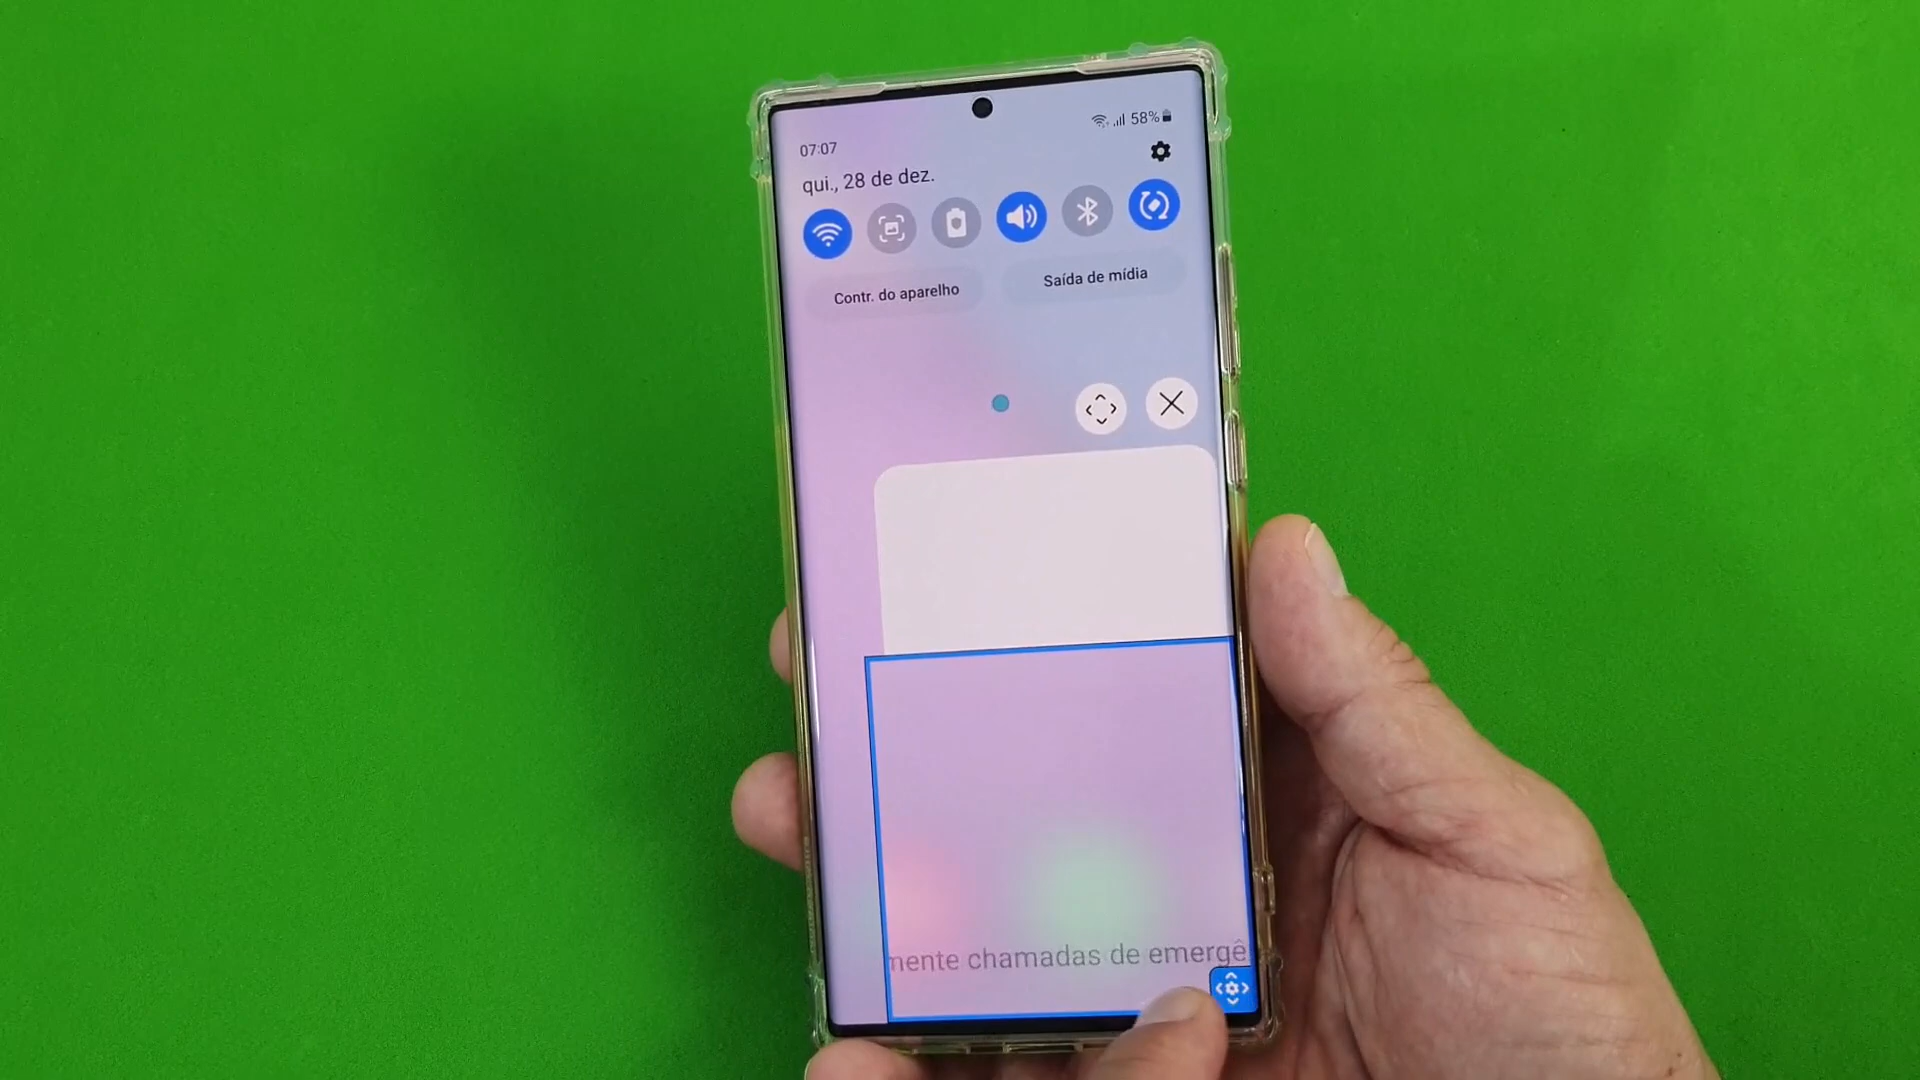 58%
07:07
qui., 28 de dez.
Contr. do aparelho
Saída de mídia
mente chamadas de emergê